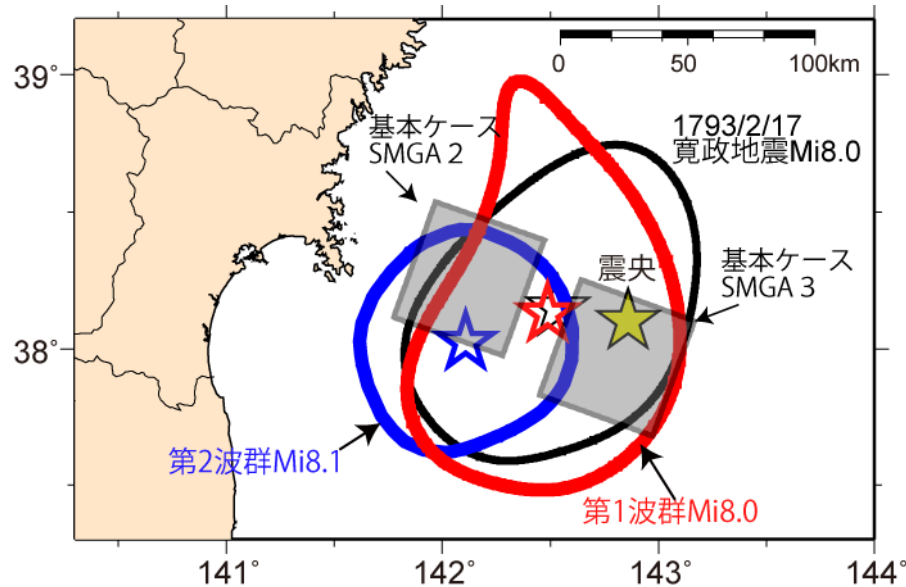 39°
0
50
100km
1793/2/17
寛政地震Mi8.0
基本ケース
SMGA 2
震央
基本ケース
SMGA 3
38°
第2波群Mi8.1
第1波群Mi8.0
141°
142°
143°
144°